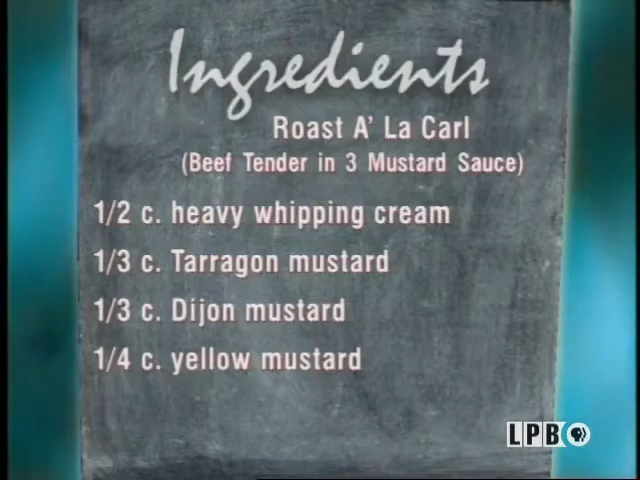 Ingredients
Roast A' La Carl
(Beef Tender in 3 Mustard Sauce)
1/2 c. heavy whipping cream
1/3 c. Tarragon mustard
1/3 c. Dijon mustard
1/4 c. yellow mustard
LPB